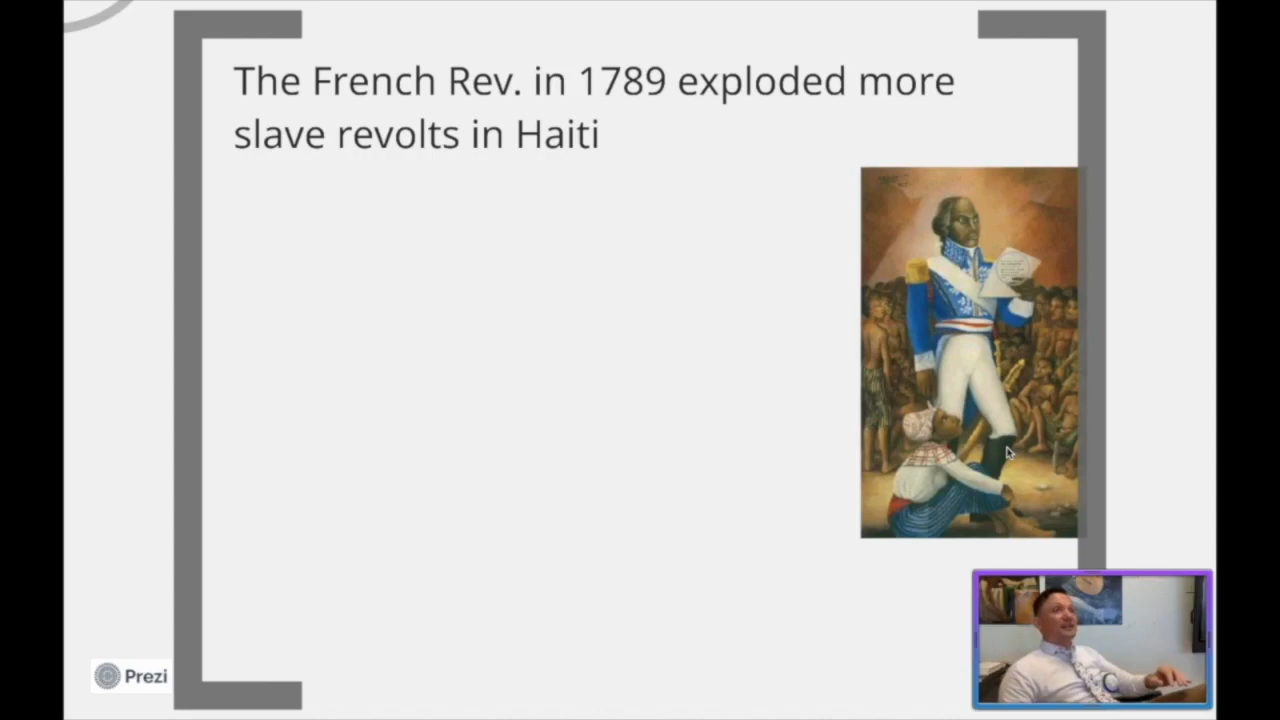 The French Rev. in 1789 exploded more
slave revolts in Haiti
Prezi